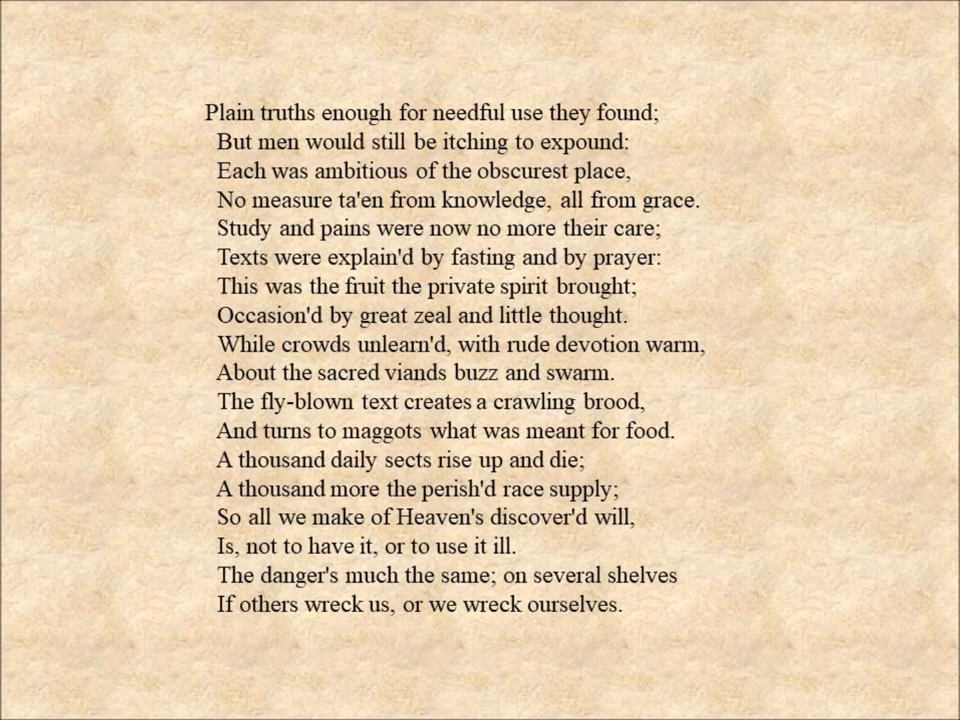 Plain truths enough for needful use they found;
But men would still be itching to expound:
Each was ambitious of the obscurest place,
No measure ta'en from knowledge, all from grace.
Study and pains were now no more their care;
Texts were explain'd by fasting and by prayer:
This was the fruit the private spirit brought;
Occasion'd by great zeal and little thought.
While crowds unlearn'd, with rude devotion warm,
About the sacred viands buzz and swarm.
The fly-blown text creates a crawling brood,
And turns to maggots what was meant for food.
A thousand daily sects rise up and die;
A thousand more the perish'd race supply;
So all we make of Heaven's discover'd will,
Is, not to have it, or to use it ill.
The danger's much the same; on several shelves
If others wreck us, or we wreck ourselves.